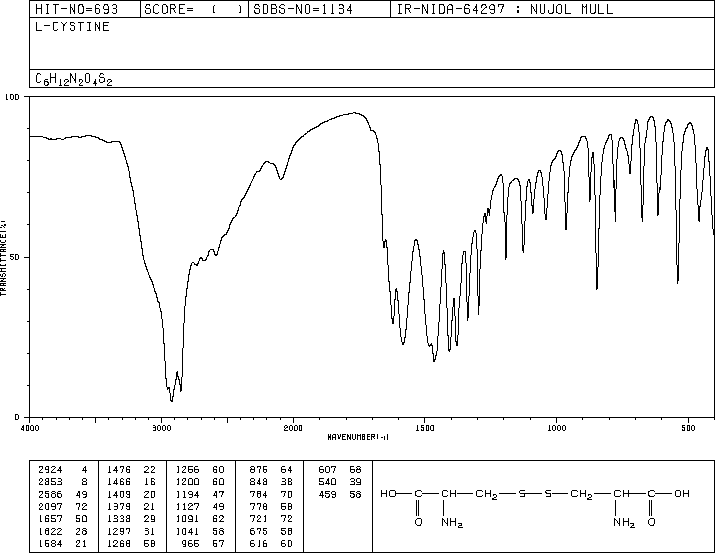 HIT-NO=693 SCORE= ( ) SDBS-NO=1134 IR-NIDA-64297 : NUJOL MULL
L-CYSTINE
C6H12N2O4S2
100
50
0
TRANSMITTANCE(%)
4000 3000 2000 1500 1000 500
WAVENUMBER(-1)
2924 4 1476 22 1256 60 875 64 607 58
2853 8 1466 16 1200 60 848 38 540 39
2586 49 1409 20 1194 47 784 70 459 58
2097 72 1379 21 1127 49 778 58
1657 50 1338 29 1091 62 721 72
1622 28 1297 31 1041 58 675 58
1584 21 1268 58 965 57 616 60
HO C CH CH2 S S CH2 CH C OH
O NH2 NH2 O